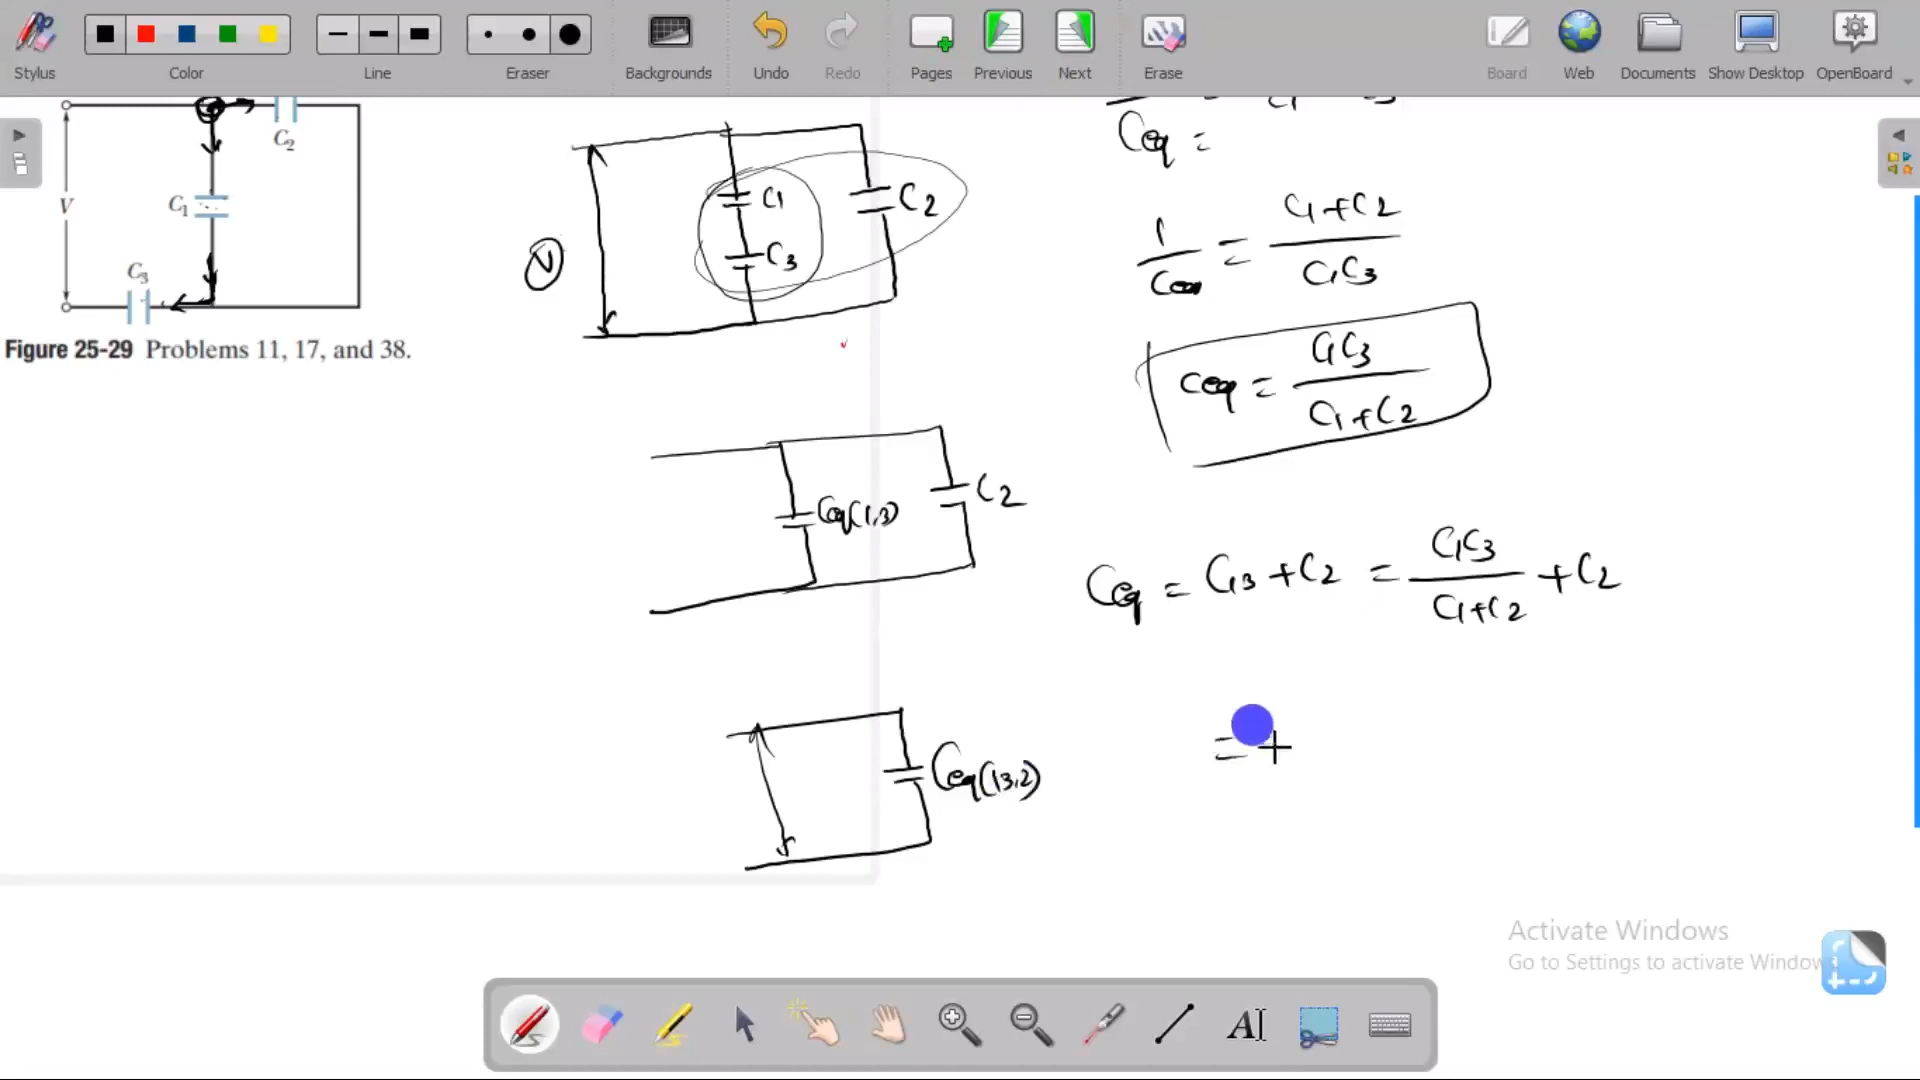 Stylus
Color
Line
Eraser
Backgrounds
Undo
Redo
Pages
Previous
Next
Erase
Board
Web
Documents
Show Desktop
OpenBoard
C2
V
C1
C3
Figure 25-29 Problems 11, 17, and 38.
V
C1
C3
C2
Ceq(1,3)
C2
Ceq(13,2)
Ceq =
1/Ceq = C1+C2/C1C3
Ceq = C1C3/C1+C2
Ceq = C13+C2 = C1C3/C1+C2 + C2
=
Activate Windows
Go to Settings to activate Window